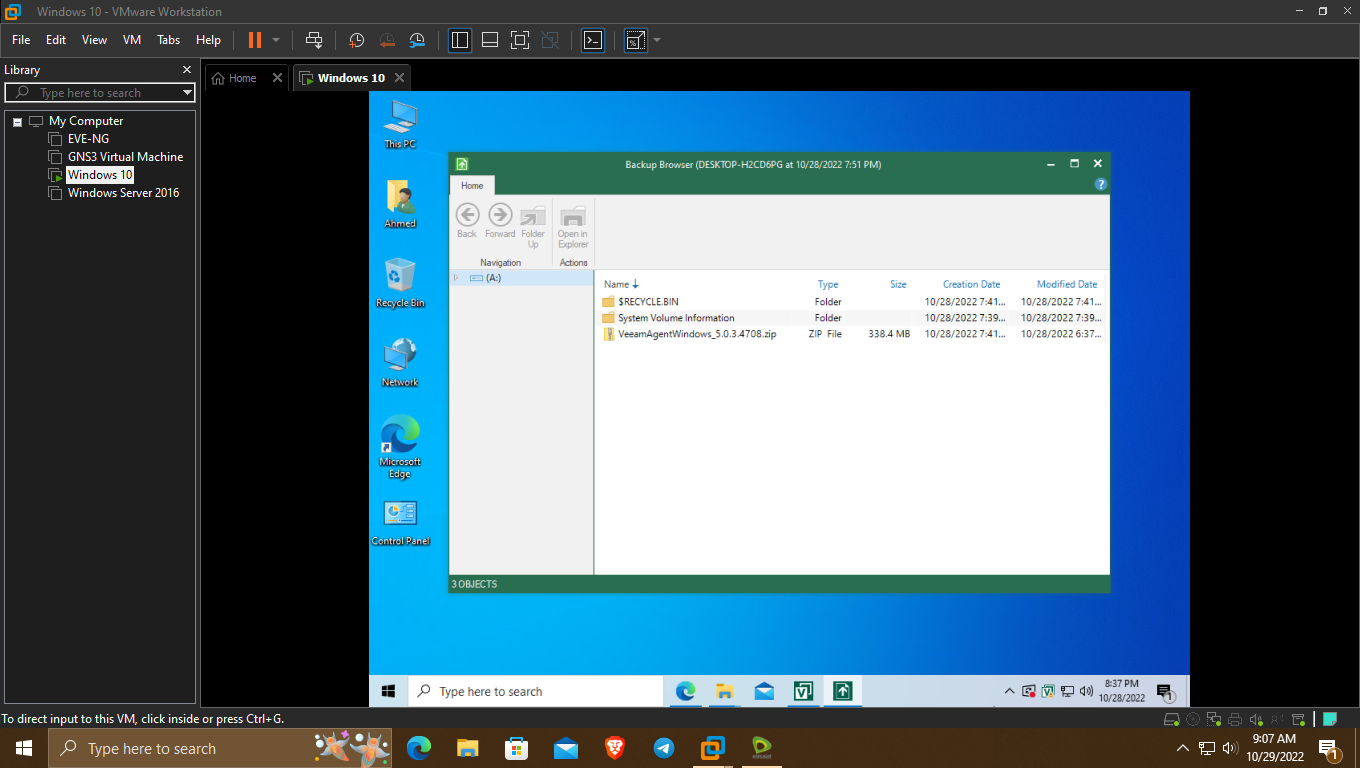 Windows 10 - VMware Workstation
File Edit View VM Tabs Help
Library
Home
Windows 10
Type here to search
My Computer
EVE-NG
GNS3 Virtual Machine
Windows 10
Windows Server 2016
This PC
Ahmed
Recycle Bin
Network
Microsoft
Edge
Control Panel
Backup Browser (DESKTOP-H2CD6PG at 10/28/2022 7:51 PM)
Home
Back Forward Folder Up
Open in Explorer
Navigation Actions
(A:)
Name Type Size Creation Date Modified Date
$RECYCLE.BIN Folder 10/28/2022 7:41... 10/28/2022 7:41...
System Volume Information Folder 10/28/2022 7:39... 10/28/2022 7:39...
VeeamAgentWindows_5.0.3.4708.zip ZIP File 338.4 MB 10/28/2022 7:41... 10/28/2022 6:37...
3 OBJECTS
Type here to search
8:37 PM
10/28/2022
1
To direct input to this VM, click inside or press Ctrl+G.
Type here to search
9:07 AM
10/29/2022
1